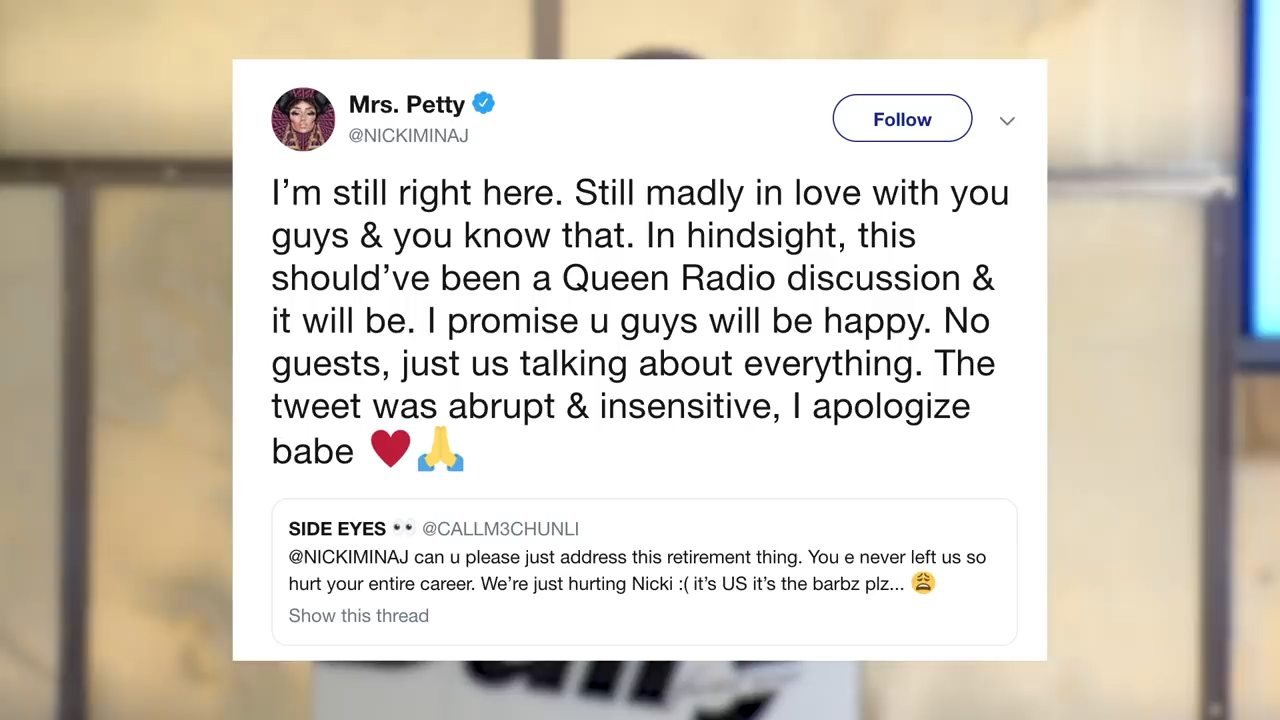 Mrs. Petty
@NICKIMINAJ
Follow
I’m still right here. Still madly in love with you
guys & you know that. In hindsight, this
should’ve been a Queen Radio discussion &
it will be. I promise u guys will be happy. No
guests, just us talking about everything. The
tweet was abrupt & insensitive, I apologize
babe ♥️🙏
SIDE EYES 👀 @CALLM3CHUNLI
@NICKIMINAJ can u please just address this retirement thing. You e never left us so
hurt your entire career. We’re just hurting Nicki :( it’s US it’s the barbz plz... 😩
Show this thread